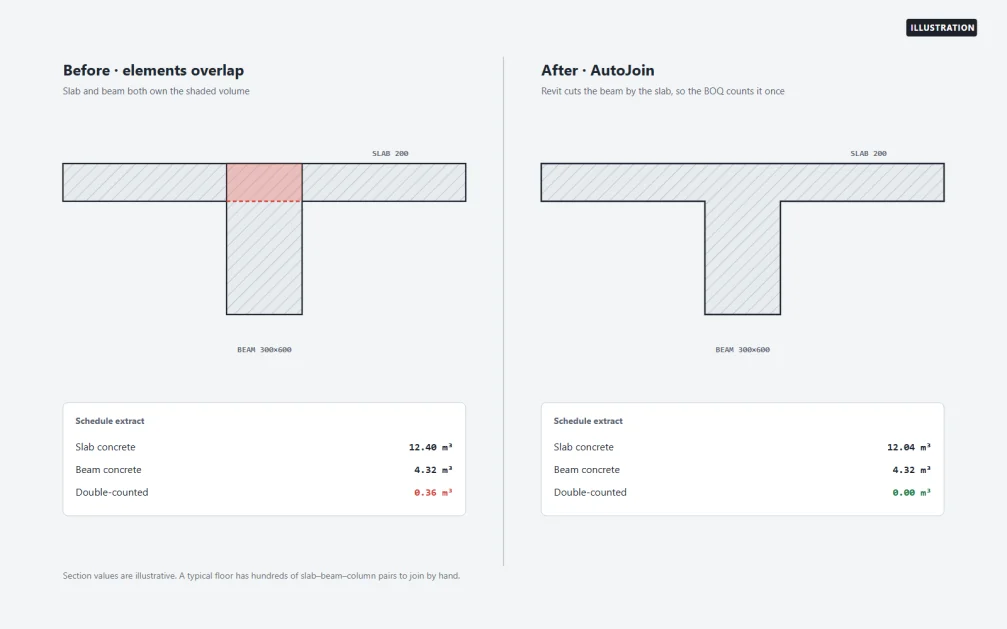 ILLUSTRATION
Before · elements overlap
Slab and beam both own the shaded volume
SLAB 200
BEAM 300×600
Schedule extract
Slab concrete 12.40 m³
Beam concrete 4.32 m³
Double-counted 0.36 m³
After · AutoJoin
Revit cuts the beam by the slab, so the BOQ counts it once
SLAB 200
BEAM 300×600
Schedule extract
Slab concrete 12.04 m³
Beam concrete 4.32 m³
Double-counted 0.00 m³
Section values are illustrative. A typical floor has hundreds of slab–beam–column pairs to join by hand.